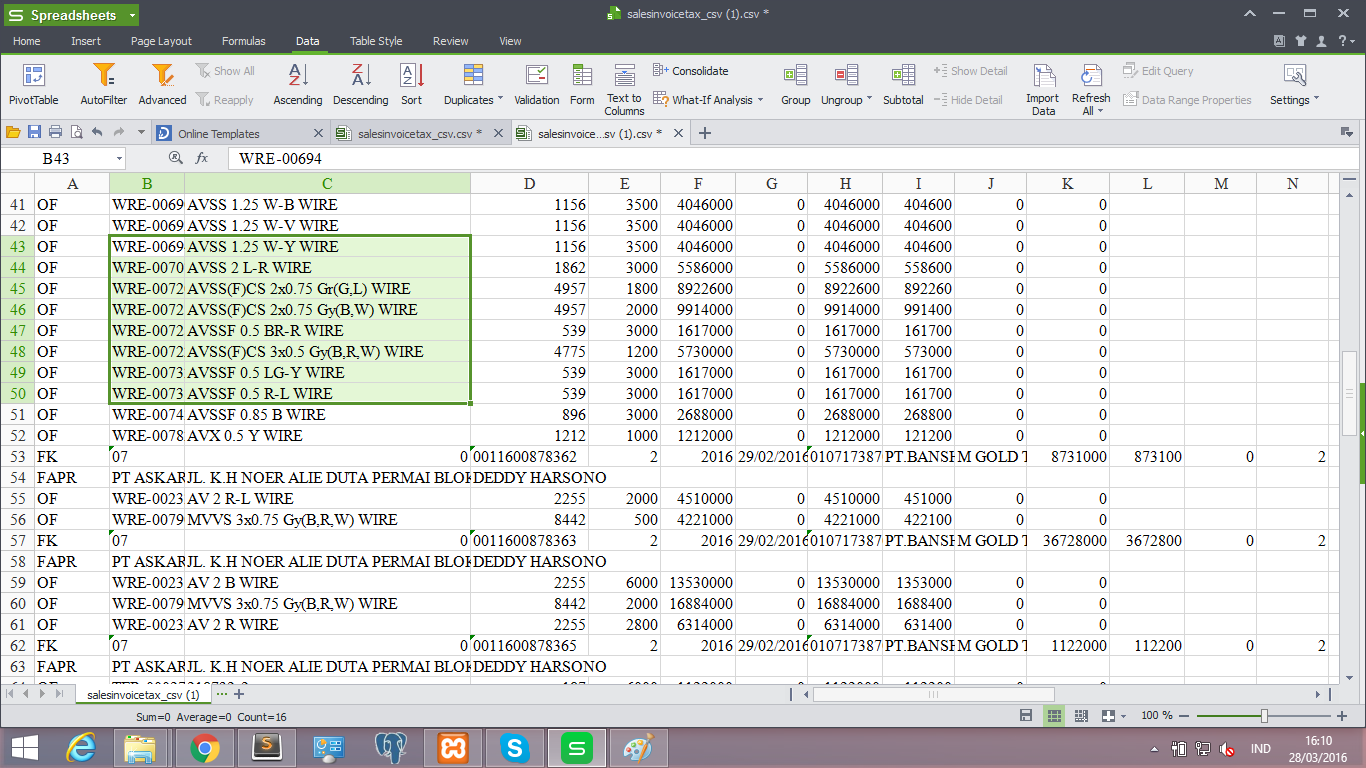 Spreadsheets salesinvoicetax_csv (1).csv *
Home Insert Page Layout Formulas Data Table Style Review View
Show All Consolidate Show Detail Edit Query
PivotTable AutoFilter Advanced Reapply Ascending Descending Sort Duplicates Validation Form Text to Columns What-If Analysis Group Ungroup Subtotal Hide Detail Import Data Refresh All Data Range Properties Settings
Online Templates salesinvoicetax_csv.csv * salesinvoice...sv (1).csv *
B43 fx WRE-00694
A B C D E F G H I J K L M N
41 OF WRE-0069 AVSS 1.25 W-B WIRE 1156 3500 4046000 0 4046000 404600 0 0
42 OF WRE-0069 AVSS 1.25 W-V WIRE 1156 3500 4046000 0 4046000 404600 0 0
43 OF WRE-0069 AVSS 1.25 W-Y WIRE 1156 3500 4046000 0 4046000 404600 0 0
44 OF WRE-0070 AVSS 2 L-R WIRE 1862 3000 5586000 0 5586000 558600 0 0
45 OF WRE-0072 AVSS(F)CS 2x0.75 Gr(G,L) WIRE 4957 1800 8922600 0 8922600 892260 0 0
46 OF WRE-0072 AVSS(F)CS 2x0.75 Gy(B,W) WIRE 4957 2000 9914000 0 9914000 991400 0 0
47 OF WRE-0072 AVSSF 0.5 BR-R WIRE 539 3000 1617000 0 1617000 161700 0 0
48 OF WRE-0072 AVSS(F)CS 3x0.5 Gy(B,R,W) WIRE 4775 1200 5730000 0 5730000 573000 0 0
49 OF WRE-0073 AVSSF 0.5 LG-Y WIRE 539 3000 1617000 0 1617000 161700 0 0
50 OF WRE-0073 AVSSF 0.5 R-L WIRE 539 3000 1617000 0 1617000 161700 0 0
51 OF WRE-0074 AVSSF 0.85 B WIRE 896 3000 2688000 0 2688000 268800 0 0
52 OF WRE-0078 AVX 0.5 Y WIRE 1212 1000 1212000 0 1212000 121200 0 0
53 FK 07 0 0011600878362 2 2016 29/02/2016 010717387 PT.BANSH M GOLD T 8731000 873100 0 2
54 FAPR PT ASKAR JL. K.H NOER ALIE DUTA PERMAI BLOK DEDDY HARSONO
55 OF WRE-0023 AV 2 R-L WIRE 2255 2000 4510000 0 4510000 451000 0 0
56 OF WRE-0079 MVVS 3x0.75 Gy(B,R,W) WIRE 8442 500 4221000 0 4221000 422100 0 0
57 FK 07 0 0011600878363 2 2016 29/02/2016 010717387 PT.BANSH M GOLD T 36728000 3672800 0 2
58 FAPR PT ASKAR JL. K.H NOER ALIE DUTA PERMAI BLOK DEDDY HARSONO
59 OF WRE-0023 AV 2 B WIRE 2255 6000 13530000 0 13530000 1353000 0 0
60 OF WRE-0079 MVVS 3x0.75 Gy(B,R,W) WIRE 8442 2000 16884000 0 16884000 1688400 0 0
61 OF WRE-0023 AV 2 R WIRE 2255 2800 6314000 0 6314000 631400 0 0
62 FK 07 0 0011600878365 2 2016 29/02/2016 010717387 PT.BANSH M GOLD T 1122000 112200 0 2
63 FAPR PT ASKAR JL. K.H NOER ALIE DUTA PERMAI BLOK DEDDY HARSONO
salesinvoicetax_csv (1) ...
Sum=0 Average=0 Count=16 100 %
IND 16:10
28/03/2016